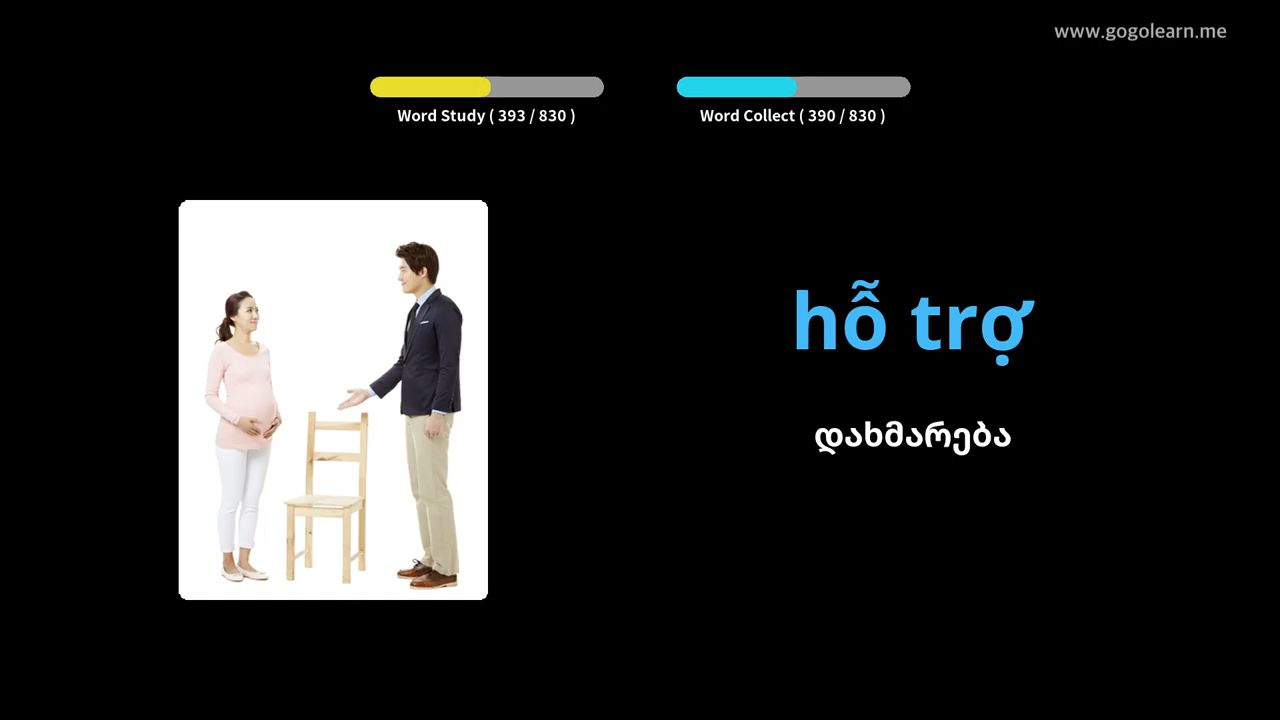 www.gogolearn.me
Word Study ( 393 / 830 )
Word Collect ( 390 / 830 )
hỗ trợ
დახმარება